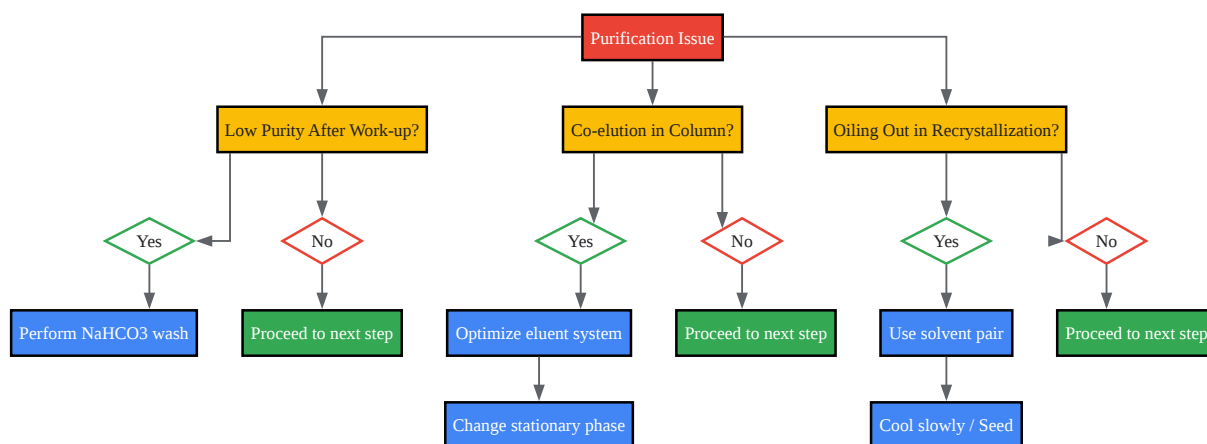 Purification Issue
Low Purity After Work-up?
Co-elution in Column?
Oiling Out in Recrystallization?
Yes
No
Yes
No
Yes
No
Perform NaHCO3 wash
Proceed to next step
Optimize eluent system
Proceed to next step
Use solvent pair
Proceed to next step
Change stationary phase
Cool slowly / Seed